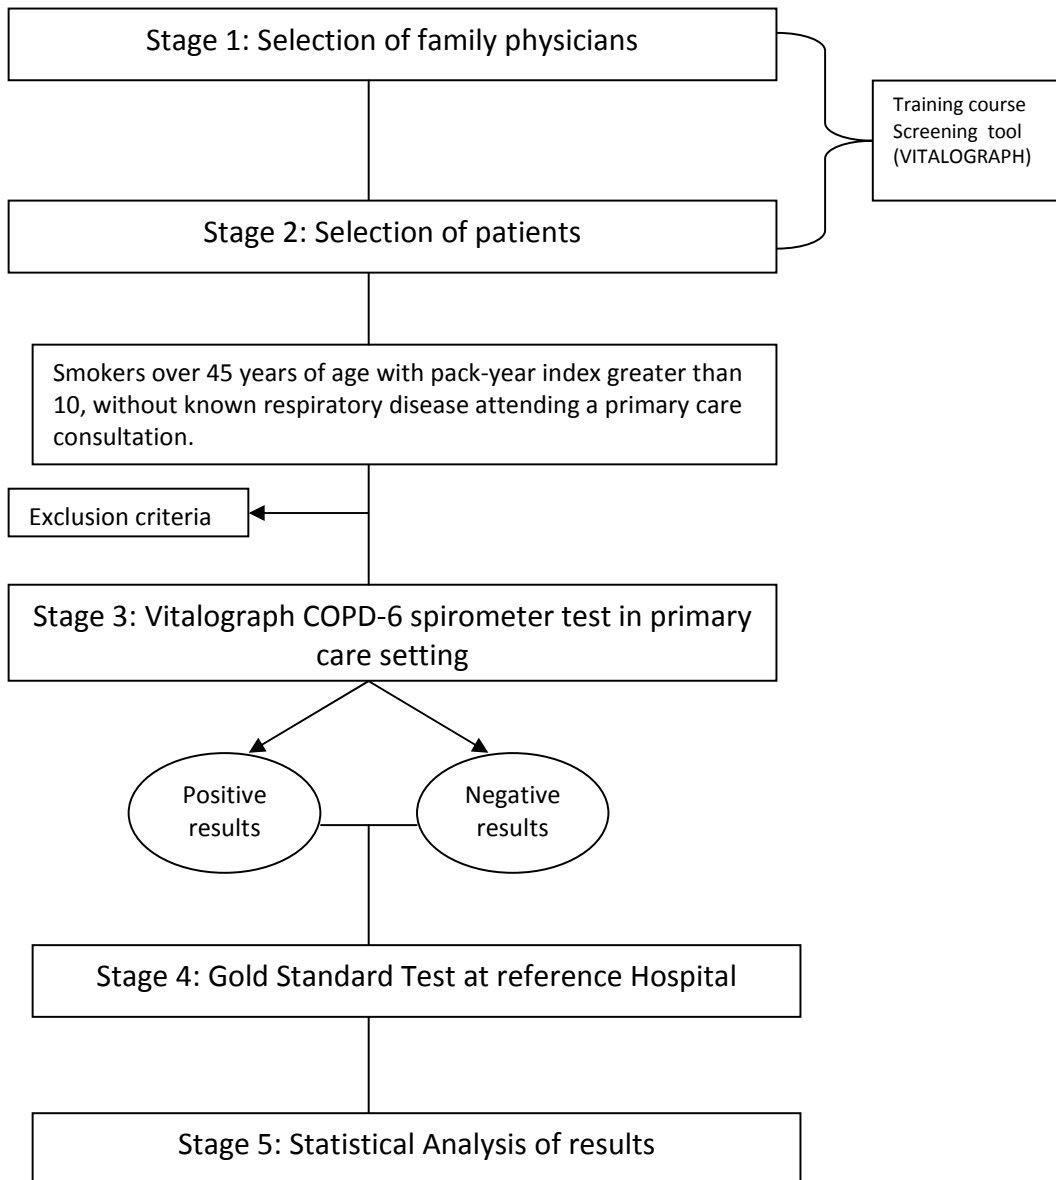 Stage 1: Selection of family physicians
Training course
Screening tool
(VITALOGRAPH)
Stage 2: Selection of patients
Smokers over 45 years of age with pack-year index greater than
10, without known respiratory disease attending a primary care
consultation.
Exclusion criteria
Stage 3: Vitalograph COPD-6 spirometer test in primary
care setting
Positive
results
Negative
results
Stage 4: Gold Standard Test at reference Hospital
Stage 5: Statistical Analysis of results